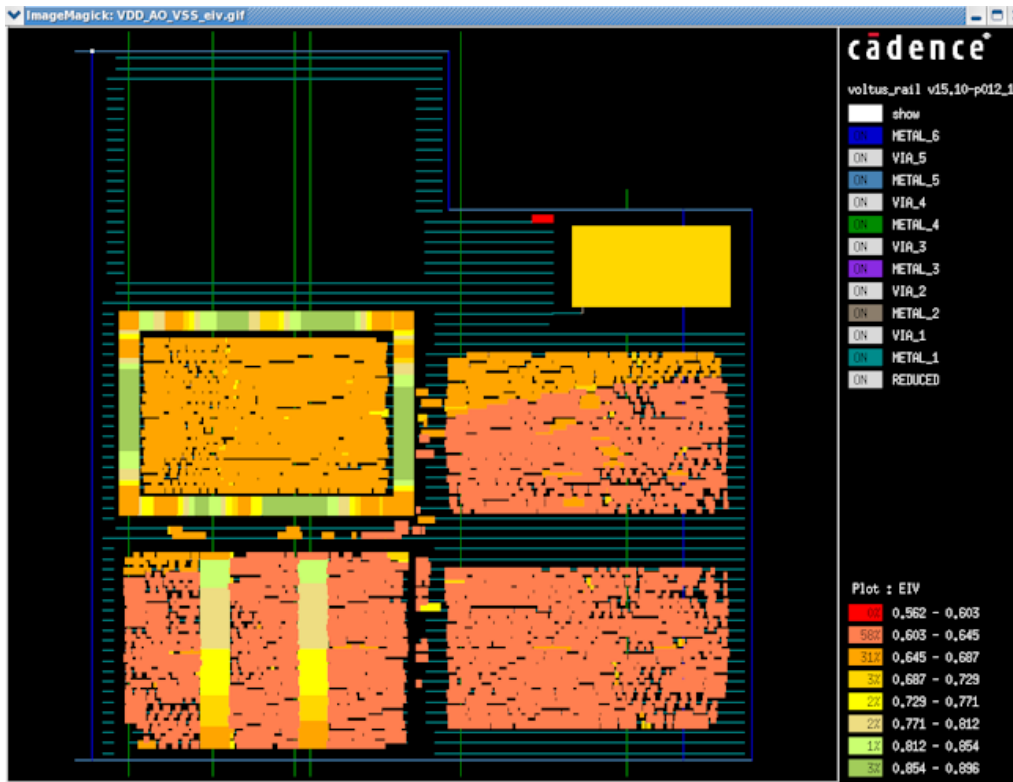 ImageMagick: VDD_AO_VSS_eiv.gif
cādence
voltus_rail v15.10-p012_1
show
ON METAL_6
ON VIA_5
ON METAL_5
ON VIA_4
ON METAL_4
ON VIA_3
ON METAL_3
ON VIA_2
ON METAL_2
ON VIA_1
ON METAL_1
ON REDUCED
Plot : EIV
0% 0.562 - 0.603
58% 0.603 - 0.645
31% 0.645 - 0.687
3% 0.687 - 0.729
2% 0.729 - 0.771
2% 0.771 - 0.812
1% 0.812 - 0.854
3% 0.854 - 0.896